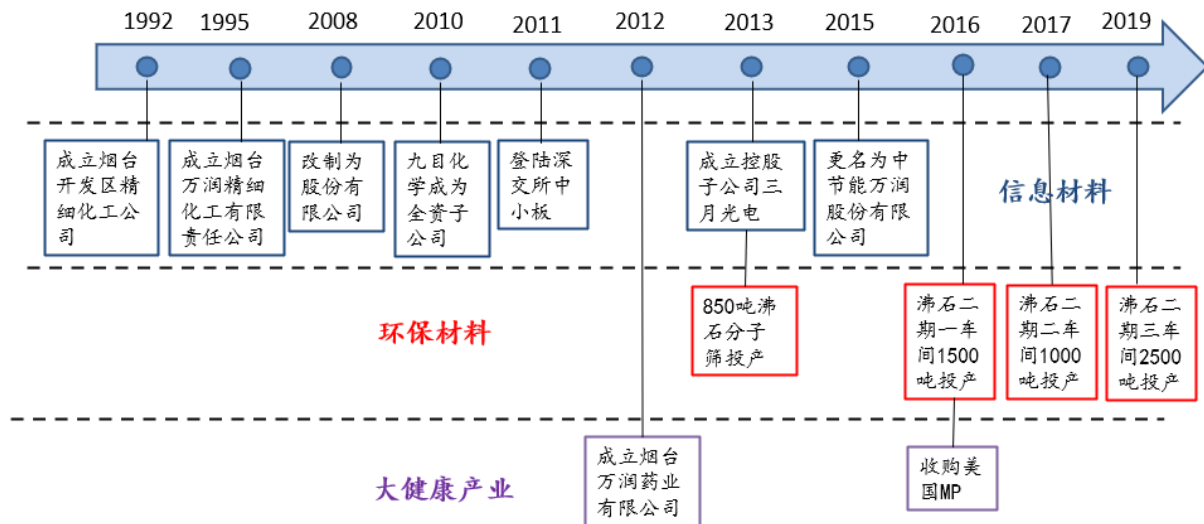 1992
1995
2008
2010
2011
2012
2013
2015
2016
2017
2019
成立烟台
开发区精
细化工公
司
成立烟台
万润精细
化工有限
责任公司
改制为
股份有
限公司
九目化
学成为
全资子
公司
登陆深
交所中
小板
成立控股
子公司三
月光电
更名为中
节能万润
股份有限
公司
信息材料
环保材料
850吨沸
石分子
筛投产
沸石二
期一车
间1500
吨投产
沸石二
期二车
间1000
吨投产
沸石二
期三车
间2500
吨投产
大健康产业
成立烟台
万润药业
有限公司
收购美
国MP